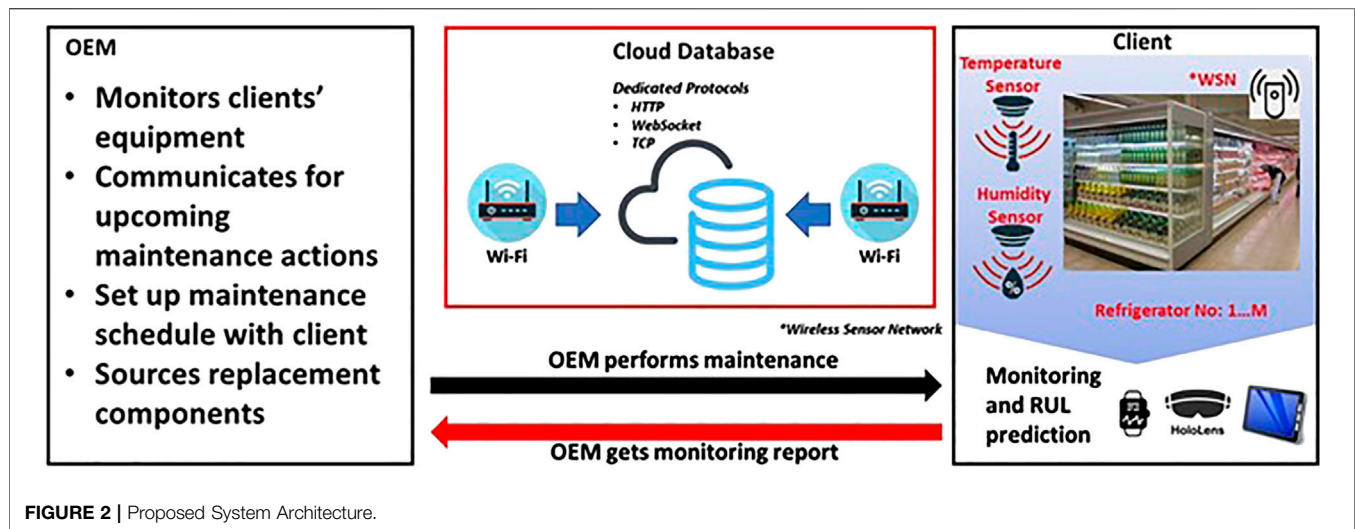 OEM
• Monitors clients'
equipment
• Communicates for
upcoming
maintenance actions
• Set up maintenance
schedule with client
• Sources replacement
components
Cloud Database
Dedicated Protocols
• HTTP
• WebSocket
• TCP
Wi-Fi
Wi-Fi
*Wireless Sensor Network
OEM performs maintenance
OEM gets monitoring report
Client
Temperature
Sensor
*WSN
Humidity
Sensor
%
Refrigerator No: 1...M
Monitoring
and RUL
prediction
HoloLens
FIGURE 2 | Proposed System Architecture.